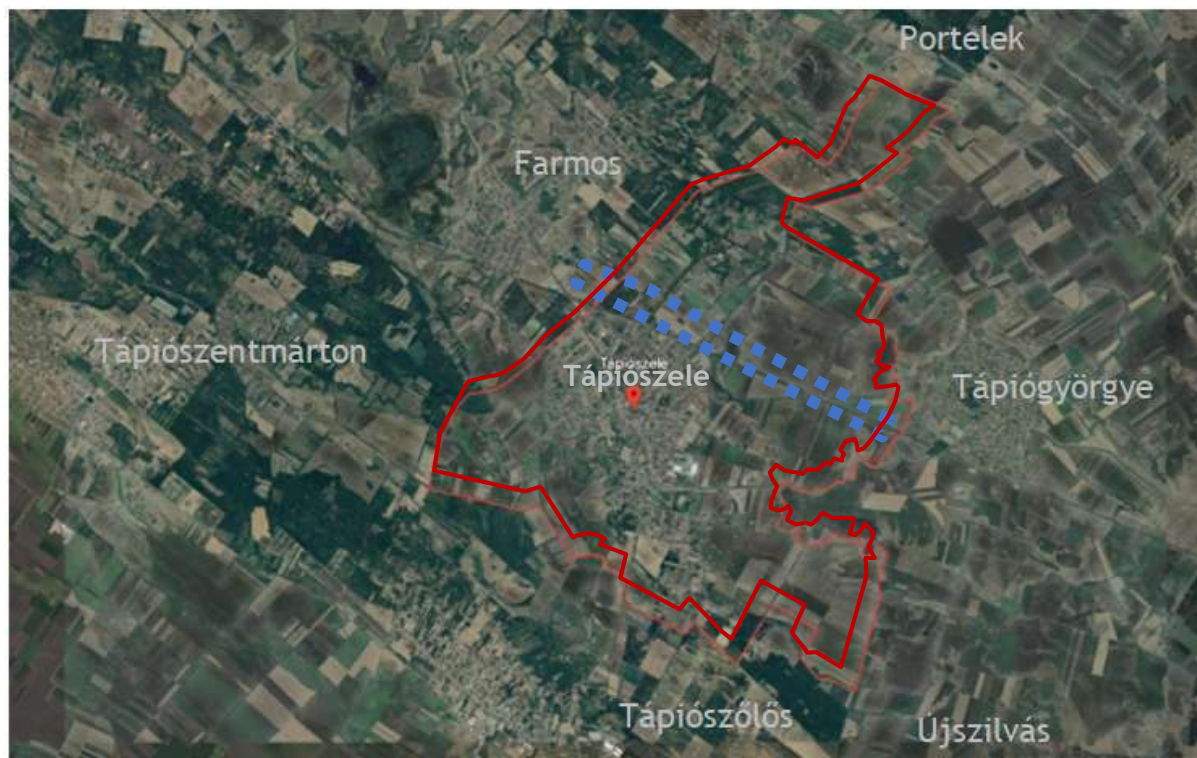 Portelek
Farmos
Tápiószentmárton
Tápiószele
Tápiószele
Tápiógyörgye
Tápiószőlős
Újszilvás